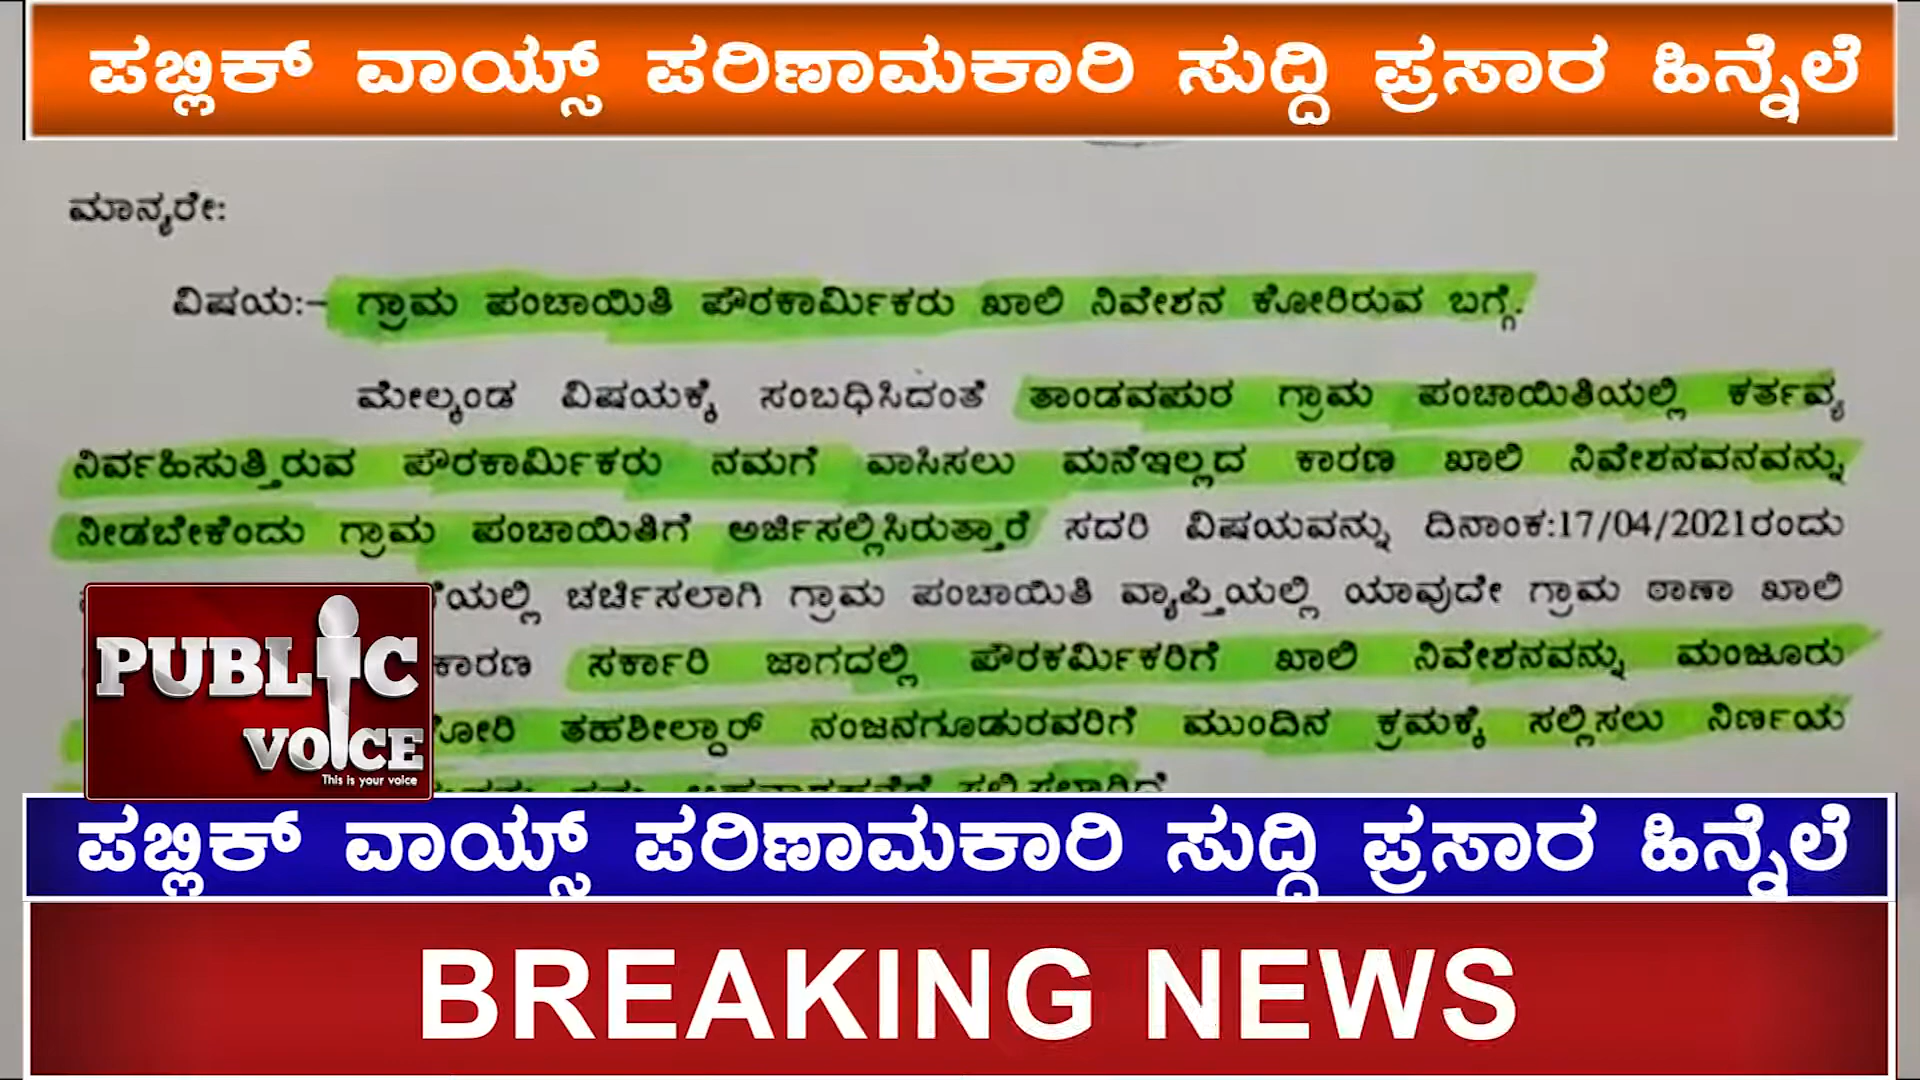 ಪಬ್ಲಿಕ್ ವಾಯ್ಸ್ ಪರಿಣಾಮಕಾರಿ ಸುದ್ದಿ ಪ್ರಸಾರ ಹಿನ್ನೆಲೆ
ಮಾನ್ಯರೇ:
ವಿಷಯ:- ಗ್ರಾಮ ಪಂಚಾಯಿತಿ ಪೌರಕಾರ್ಮಿಕರು ಖಾಲಿ ನಿವೇಶನ ಕೋರಿರುವ ಬಗ್ಗೆ.
ಮೇಲ್ಕಂಡ ವಿಷಯಕ್ಕೆ ಸಂಬಧಿಸಿದಂತೆ ತಾಂಡವಪುರ ಗ್ರಾಮ ಪಂಚಾಯಿತಿಯಲ್ಲಿ ಕರ್ತವ್ಯ
ನಿರ್ವಹಿಸುತ್ತಿರುವ ಪೌರಕಾರ್ಮಿಕರು ನಮಗೆ ವಾಸಿಸಲು ಮನೆಇಲ್ಲದ ಕಾರಣ ಖಾಲಿ ನಿವೇಶನವನವನ್ನು
ನೀಡಬೇಕೆಂದು ಗ್ರಾಮ ಪಂಚಾಯಿತಿಗೆ ಅರ್ಜಿಸಲ್ಲಿಸಿರುತ್ತಾರೆ ಸದರಿ ವಿಷಯವನ್ನು ದಿನಾಂಕ:17/04/2021ರಂದು
ಚರ್ಚಿಸಲಾಗಿ ಗ್ರಾಮ ಪಂಚಾಯಿತಿ ವ್ಯಾಪ್ತಿಯಲ್ಲಿ ಯಾವುದೇ ಗ್ರಾಮ ಠಾಣಾ ಖಾಲಿ
ಕಾರಣ ಸರ್ಕಾರಿ ಜಾಗದಲ್ಲಿ ಪೌರಕರ್ಮಿಕರಿಗೆ ಖಾಲಿ ನಿವೇಶನವನ್ನು ಮಂಜೂರು
ತಹಶೀಲ್ದಾರ್ ನಂಜನಗೂಡುರವರಿಗೆ ಮುಂದಿನ ಕ್ರಮಕ್ಕೆ ಸಲ್ಲಿಸಲು ನಿರ್ಣಯ
PUBLIC
VOICE
This is your voice
ಪಬ್ಲಿಕ್ ವಾಯ್ಸ್ ಪರಿಣಾಮಕಾರಿ ಸುದ್ದಿ ಪ್ರಸಾರ ಹಿನ್ನೆಲೆ
BREAKING NEWS